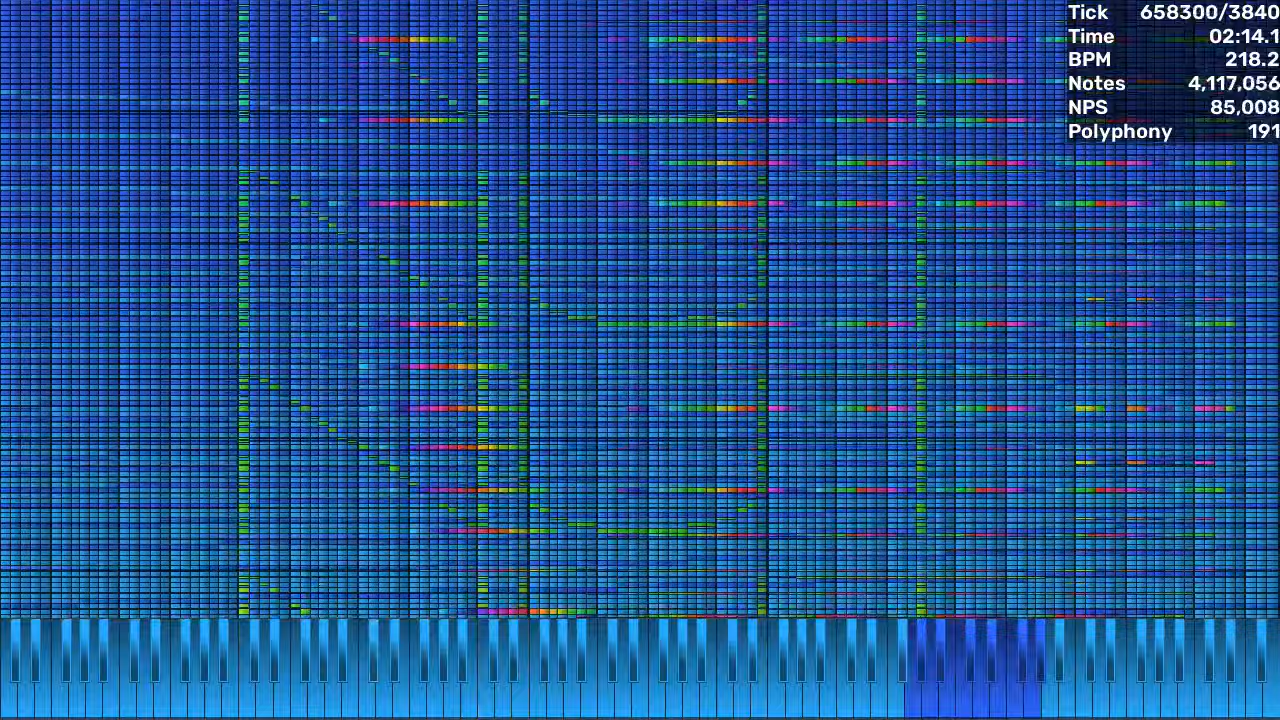 Tick 658300/3840
Time 02:14.1
BPM 218.2
Notes 4,117,056
NPS 85,008
Polyphony 191